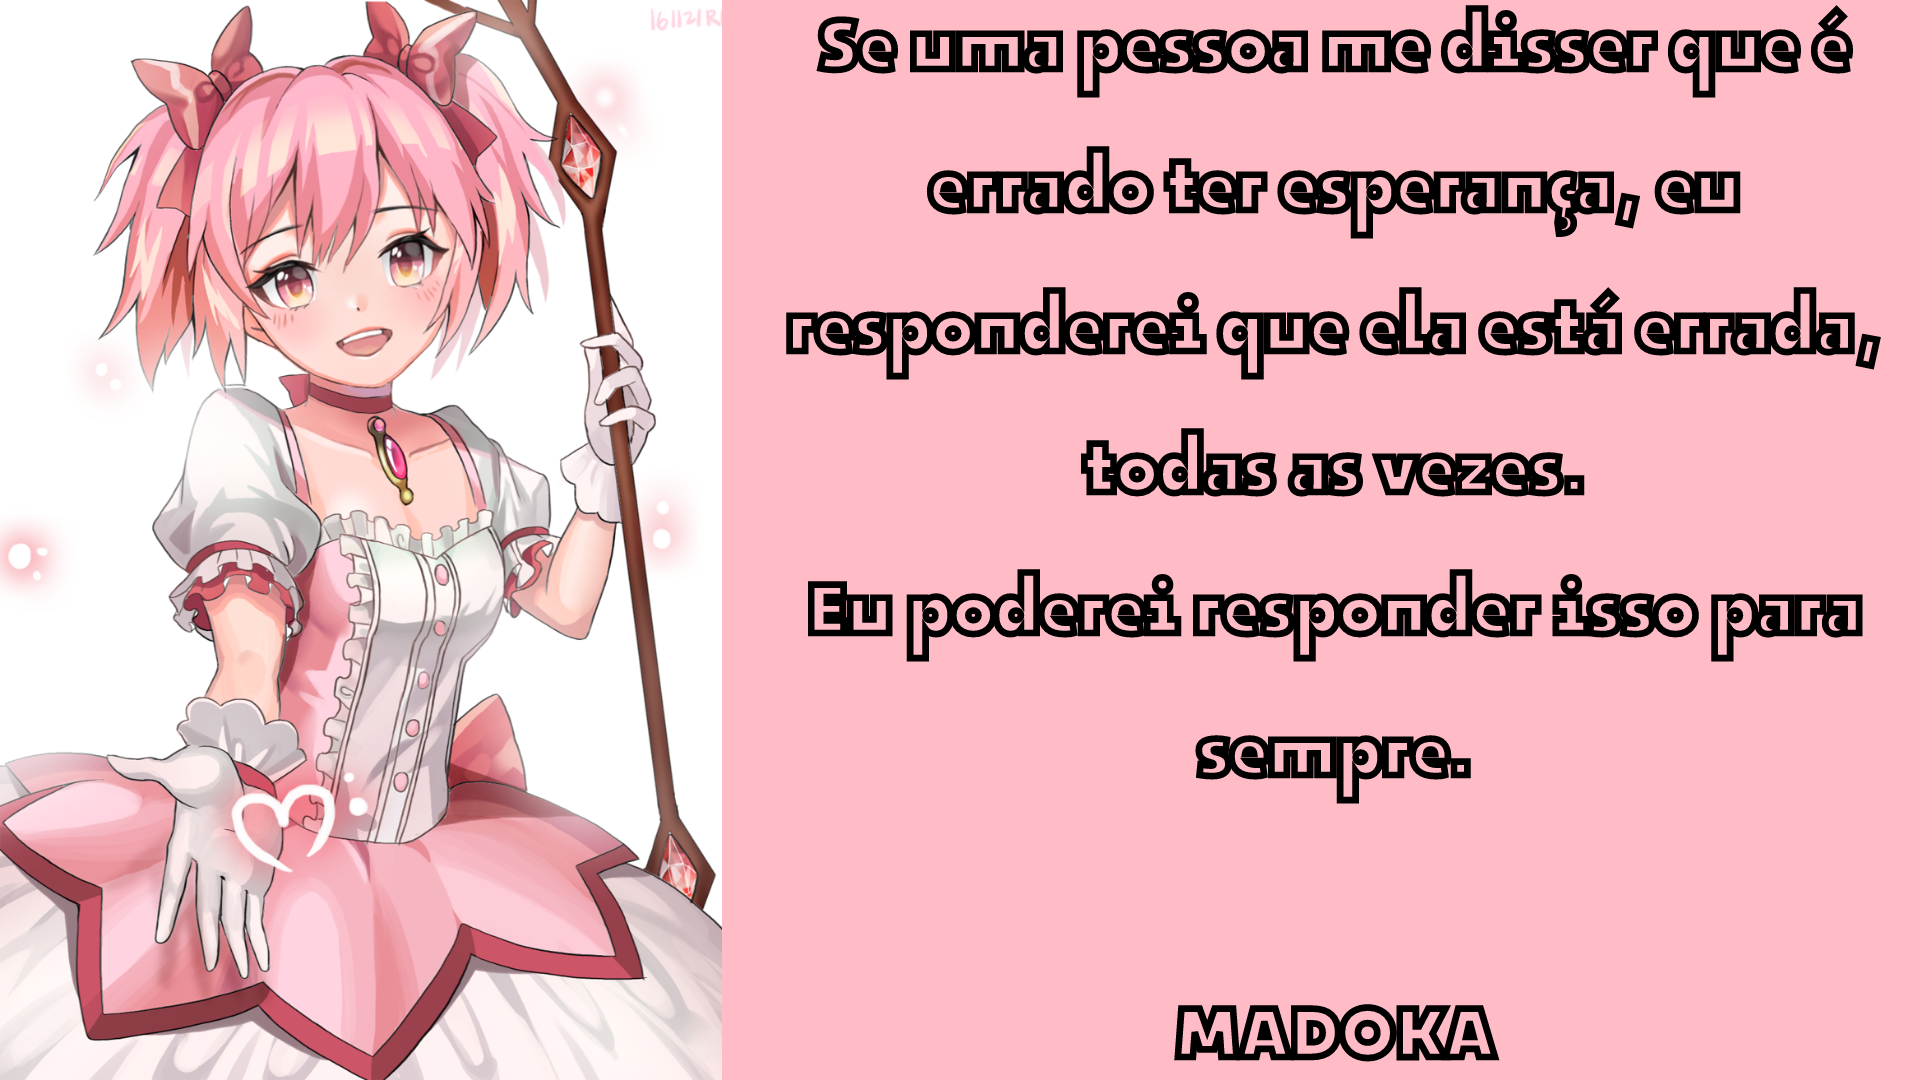 Se uma pessoa me disser que é
errado ter esperança, eu
responderei que ela está errada,
todas as vezes.
Eu poderei responder isso para
sempre.
MADOKA